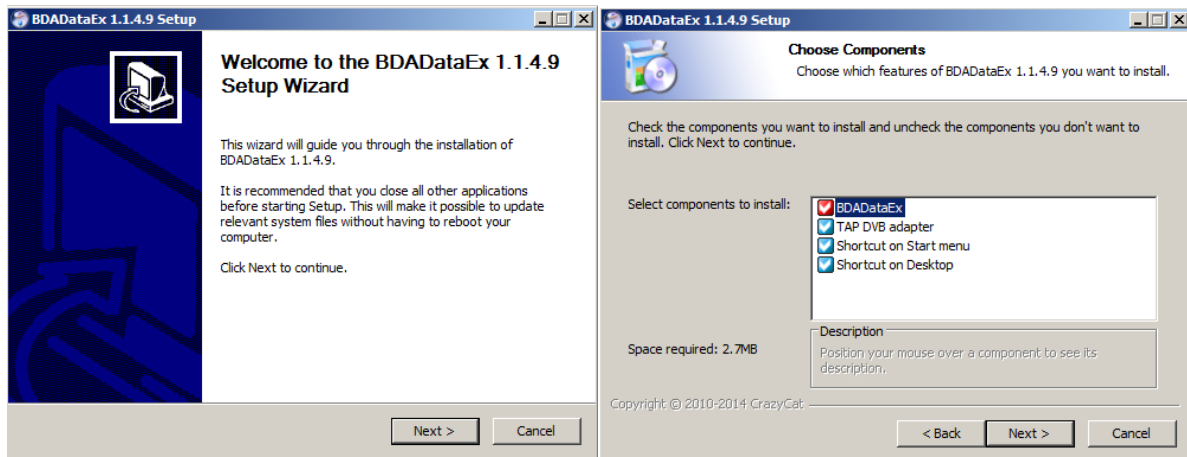 BDADataEx 1.1.4.9 Setup
Welcome to the BDADataEx 1.1.4.9
Setup Wizard
This wizard will guide you through the installation of
BDADataEx 1.1.4.9.
It is recommended that you close all other applications
before starting Setup. This will make it possible to update
relevant system files without having to reboot your
computer.
Click Next to continue.
Next >
Cancel
BDADataEx 1.1.4.9 Setup
Choose Components
Choose which features of BDADataEx 1.1.4.9 you want to install.
Check the components you want to install and uncheck the components you don't want to
install. Click Next to continue.
Select components to install:
BDADataEx
TAP DVB adapter
Shortcut on Start menu
Shortcut on Desktop
Space required: 2.7MB
Description
Position your mouse over a component to see its
description.
Copyright © 2010-2014 CrazyCat
< Back
Next >
Cancel